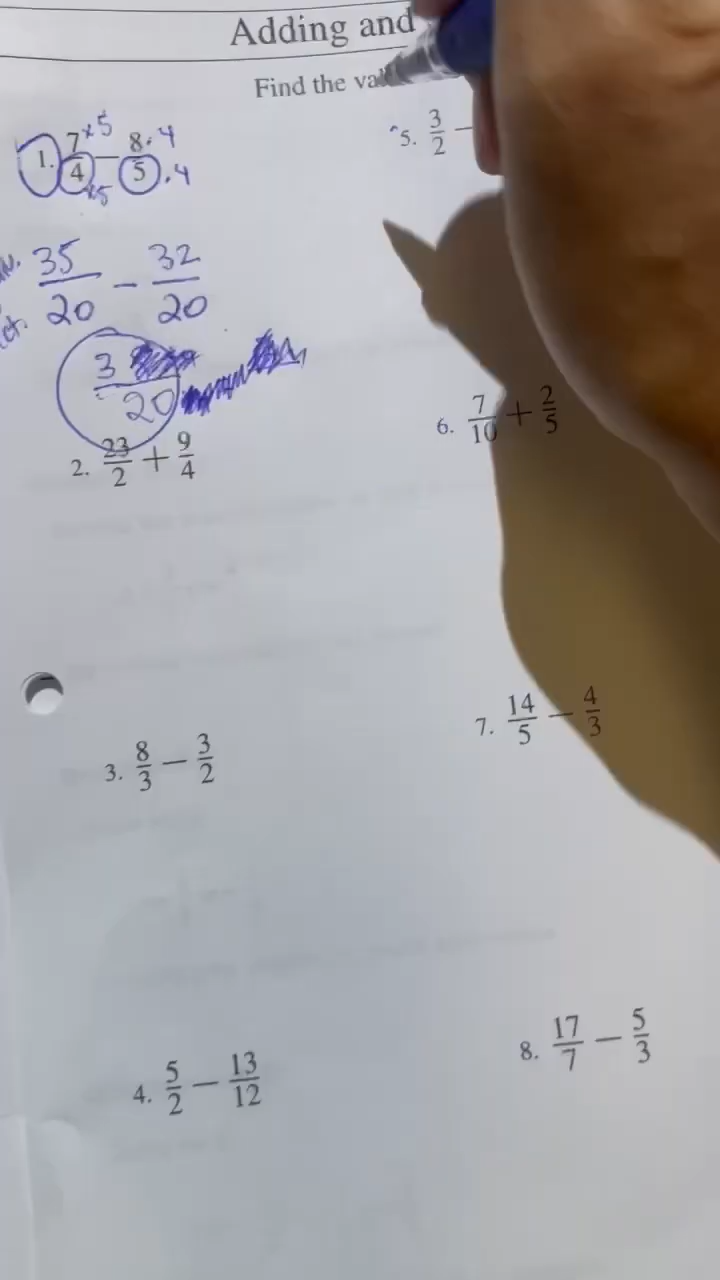 Adding and
Find the val
1. 7/4 ×5 ×5 − 8/5 ·4 ·4
35/20 − 32/20
3/20
2. 23/2 + 9/4
3. 8/3 − 3/2
4. 5/2 − 13/12
5. 3/2 −
6. 7/10 + 2/5
7. 14/5 − 4/3
8. 17/7 − 5/3